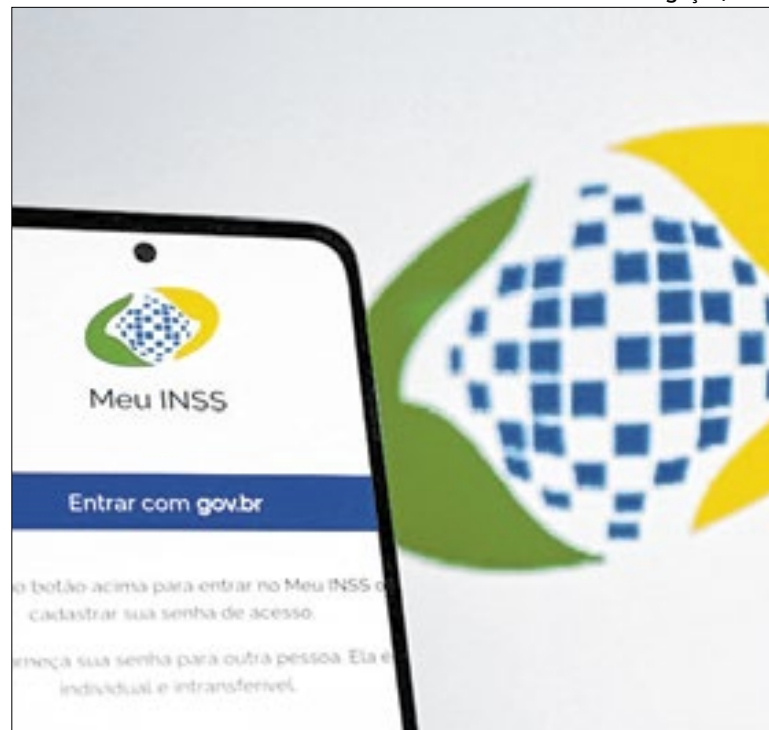 Meu INSS
Entrar com gov.br
o botão acima para entrar no Meu INSS
cadastrar sua senha de acesso.
sua senha para outra pessoa. Ela é
individual e intransferível.